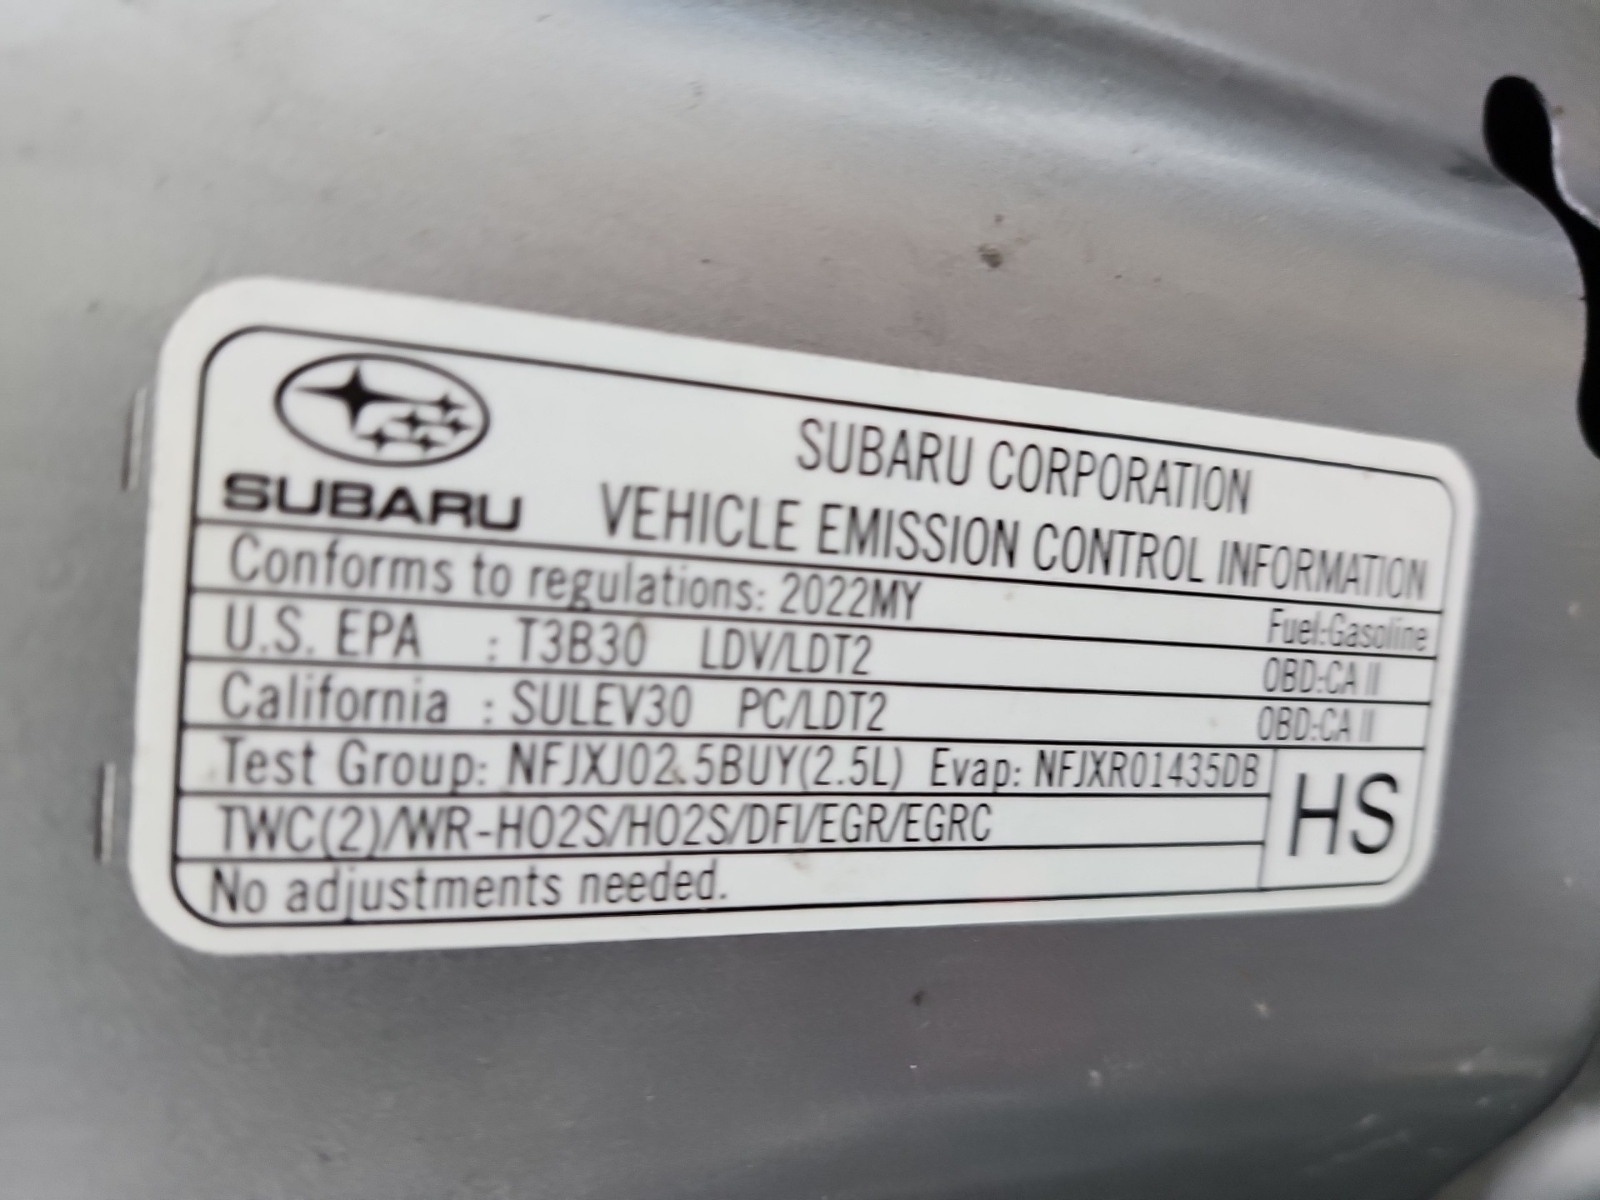 SUBARU CORPORATION
SUBARU VEHICLE EMISSION CONTROL INFORMATION
Conforms to regulations: 2022MY Fuel:Gasoline
U.S. EPA : T3B30 LDV/LDT2 OBD:CA II
California : SULEV30 PC/LDT2 OBD:CA II
Test Group: NFJXJ02.5BUY(2.5L) Evap: NFJXR01435DB
TWC(2)/WR-HO2S/HO2S/DFI/EGR/EGRC HS
No adjustments needed.